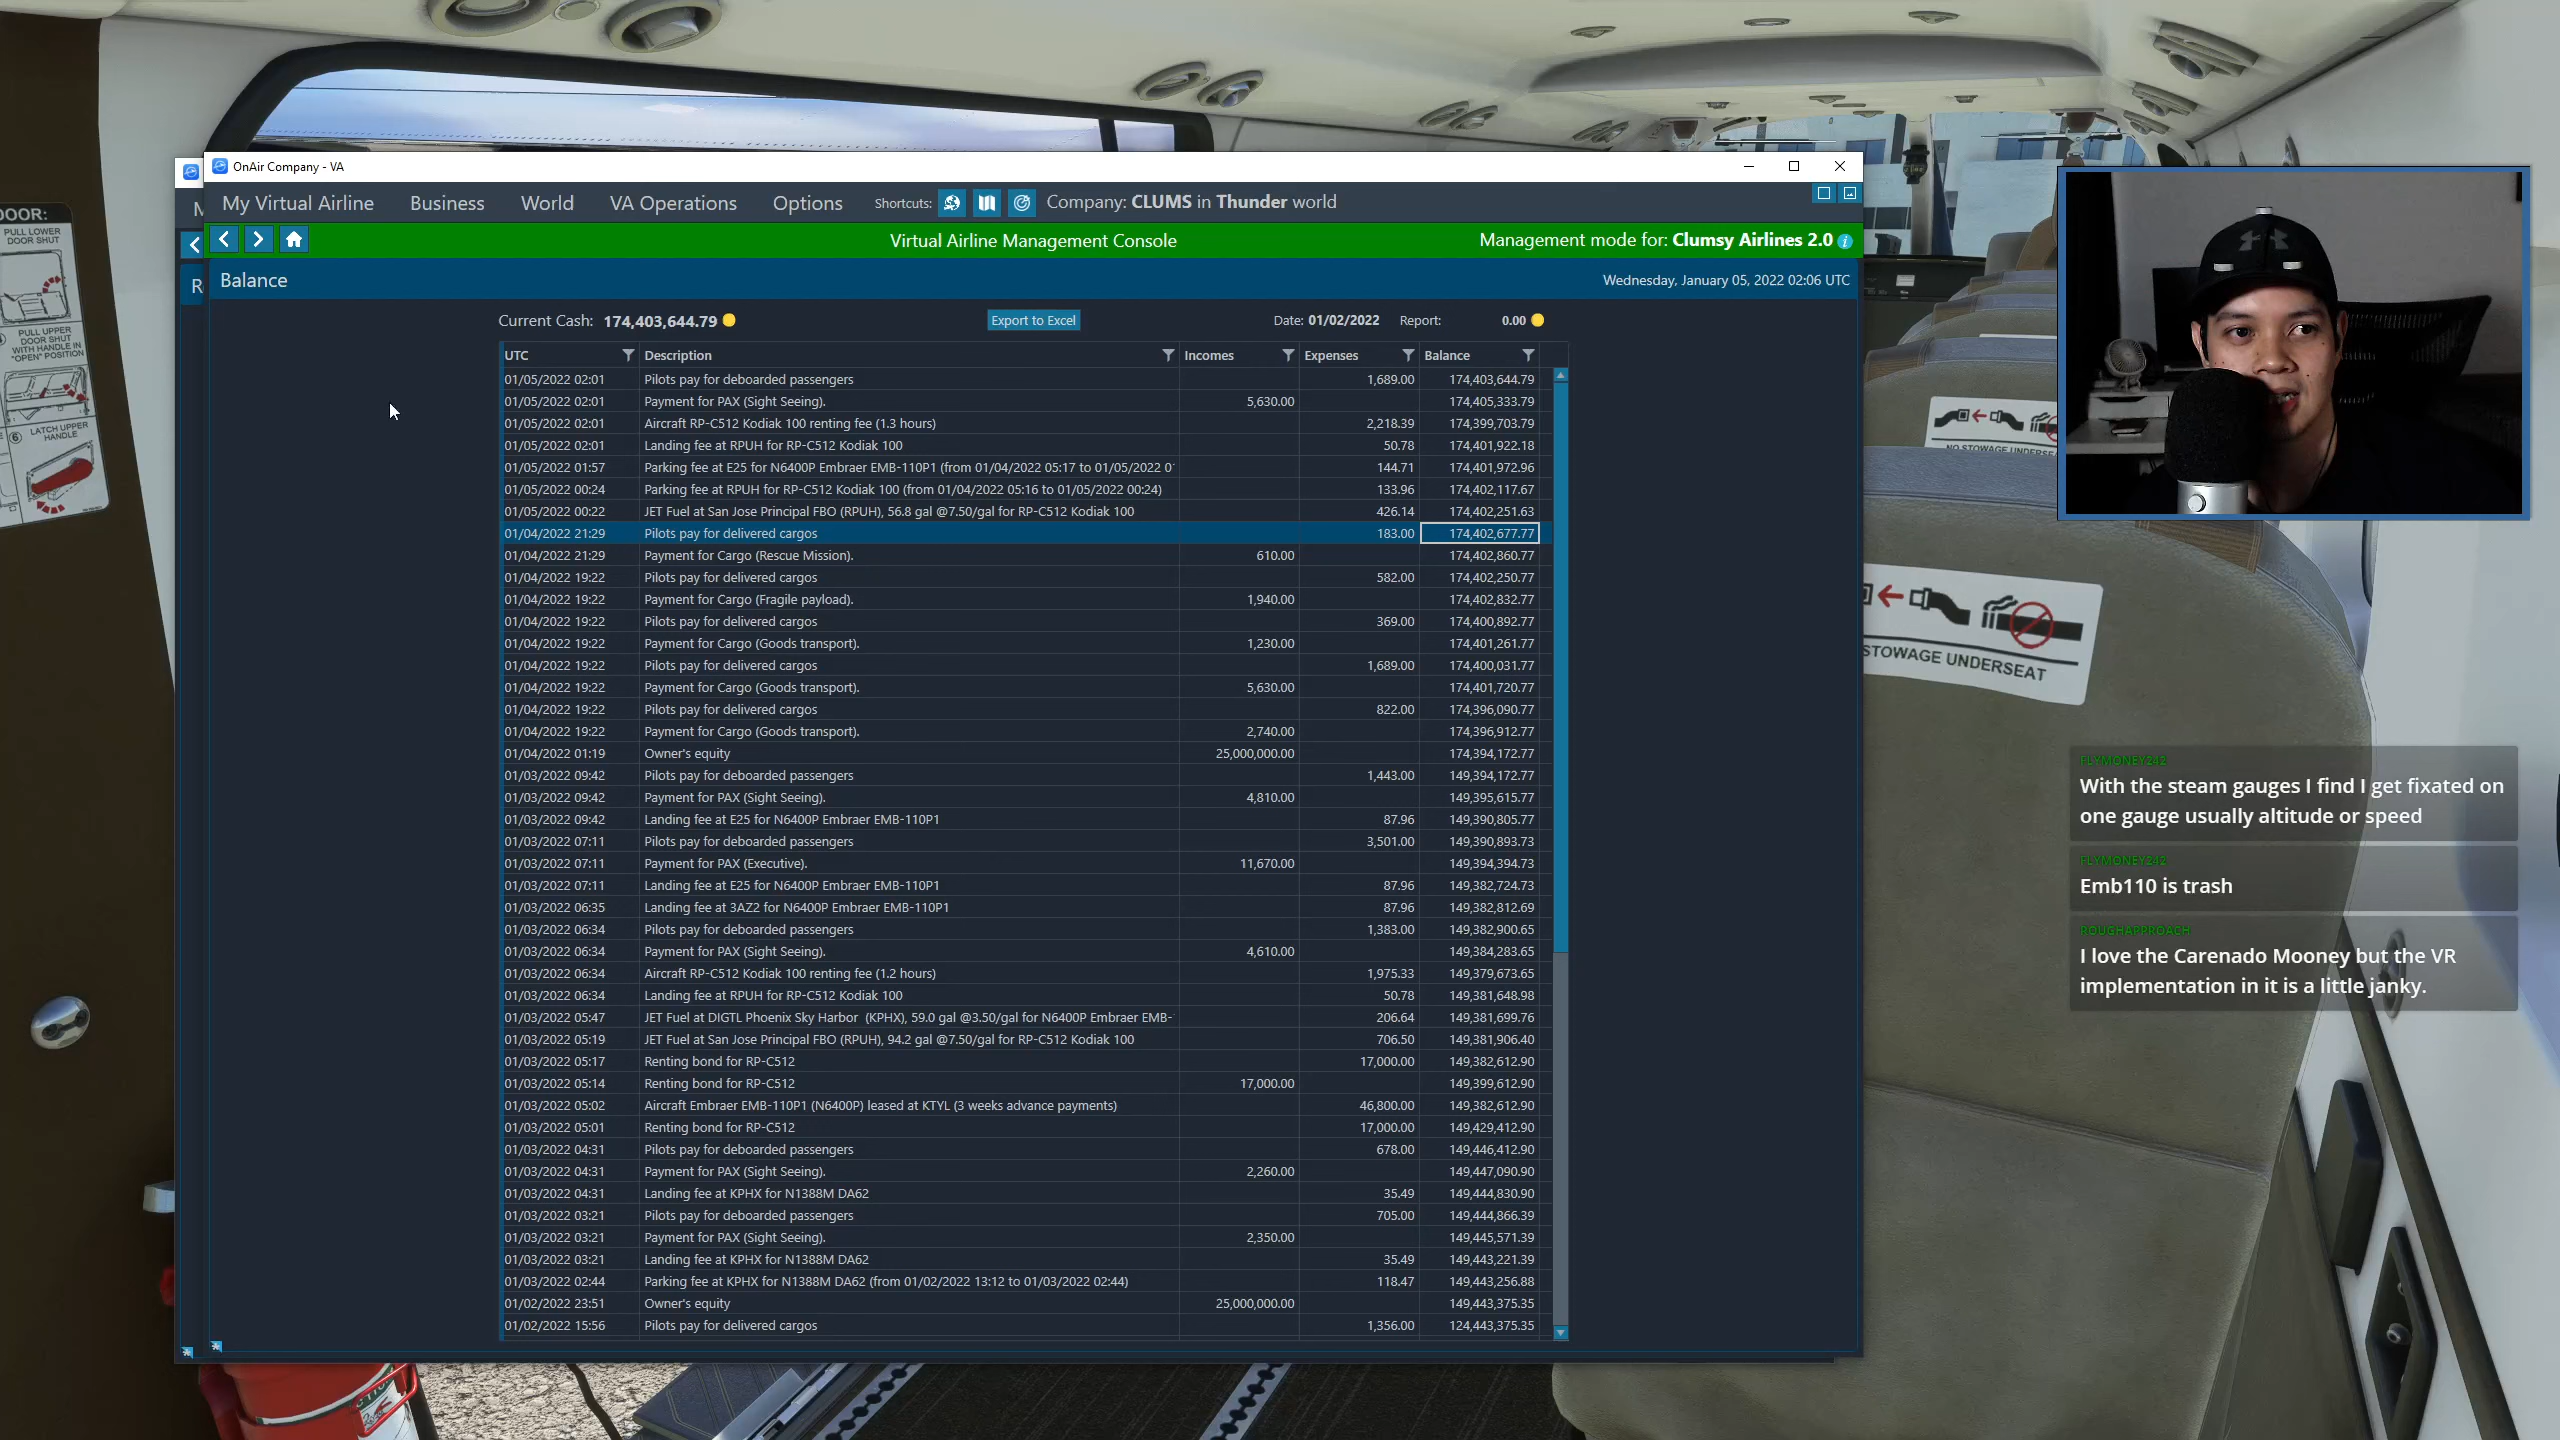 OOR:
PULL LOWER
DOOR SHUT
PULL UPPER
DOOR SHUT
WITH HANDLE IN
"OPEN" POSITION
LATCH UPPER
HANDLE
OnAir Company - VA
My Virtual Airline Business World VA Operations Options Shortcuts: Company: CLUMS in Thunder world
Virtual Airline Management Console Management mode for: Clumsy Airlines 2.0
Balance Wednesday, January 05, 2022 02:06 UTC
Current Cash: 174,403,644.79 Export to Excel Date: 01/02/2022 Report: 0.00
UTC Description Incomes Expenses Balance
01/05/2022 02:01 Pilots pay for deboarded passengers 1,689.00 174,403,644.79
01/05/2022 02:01 Payment for PAX (Sight Seeing). 5,630.00 174,405,333.79
01/05/2022 02:01 Aircraft RP-C512 Kodiak 100 renting fee (1.3 hours) 2,218.39 174,399,703.79
01/05/2022 02:01 Landing fee at RPUH for RP-C512 Kodiak 100 50.78 174,401,922.18
01/05/2022 01:57 Parking fee at E25 for N6400P Embraer EMB-110P1 (from 01/04/2022 05:17 to 01/05/2022 0 144.71 174,401,972.96
01/05/2022 00:24 Parking fee at RPUH for RP-C512 Kodiak 100 (from 01/04/2022 05:16 to 01/05/2022 00:24) 133.96 174,402,117.67
01/05/2022 00:22 JET Fuel at San Jose Principal FBO (RPUH), 56.8 gal @7.50/gal for RP-C512 Kodiak 100 426.14 174,402,251.63
01/04/2022 21:29 Pilots pay for delivered cargos 183.00 174,402,677.77
01/04/2022 21:29 Payment for Cargo (Rescue Mission). 610.00 174,402,860.77
01/04/2022 19:22 Pilots pay for delivered cargos 582.00 174,402,250.77
01/04/2022 19:22 Payment for Cargo (Fragile payload). 1,940.00 174,402,832.77
01/04/2022 19:22 Pilots pay for delivered cargos 369.00 174,400,892.77
01/04/2022 19:22 Payment for Cargo (Goods transport). 1,230.00 174,401,261.77
01/04/2022 19:22 Pilots pay for delivered cargos 1,689.00 174,400,031.77
01/04/2022 19:22 Payment for Cargo (Goods transport). 5,630.00 174,401,720.77
01/04/2022 19:22 Pilots pay for delivered cargos 822.00 174,396,090.77
01/04/2022 19:22 Payment for Cargo (Goods transport). 2,740.00 174,396,912.77
01/04/2022 01:19 Owner's equity 25,000,000.00 174,394,172.77
01/03/2022 09:42 Pilots pay for deboarded passengers 1,443.00 149,394,172.77
01/03/2022 09:42 Payment for PAX (Sight Seeing). 4,810.00 149,395,615.77
01/03/2022 09:42 Landing fee at E25 for N6400P Embraer EMB-110P1 87.96 149,390,805.77
01/03/2022 07:11 Pilots pay for deboarded passengers 3,501.00 149,390,893.73
01/03/2022 07:11 Payment for PAX (Executive). 11,670.00 149,394,394.73
01/03/2022 07:11 Landing fee at E25 for N6400P Embraer EMB-110P1 87.96 149,382,724.73
01/03/2022 06:35 Landing fee at 3AZ2 for N6400P Embraer EMB-110P1 87.96 149,382,812.69
01/03/2022 06:34 Pilots pay for deboarded passengers 1,383.00 149,382,900.65
01/03/2022 06:34 Payment for PAX (Sight Seeing). 4,610.00 149,384,283.65
01/03/2022 06:34 Aircraft RP-C512 Kodiak 100 renting fee (1.2 hours) 1,975.33 149,379,673.65
01/03/2022 06:34 Landing fee at RPUH for RP-C512 Kodiak 100 50.78 149,381,648.98
01/03/2022 05:47 JET Fuel at DIGTL Phoenix Sky Harbor (KPHX), 59.0 gal @3.50/gal for N6400P Embraer EMB- 206.64 149,381,699.76
01/03/2022 05:19 JET Fuel at San Jose Principal FBO (RPUH), 94.2 gal @7.50/gal for RP-C512 Kodiak 100 706.50 149,381,906.40
01/03/2022 05:17 Renting bond for RP-C512 17,000.00 149,382,612.90
01/03/2022 05:14 Renting bond for RP-C512 17,000.00 149,399,612.90
01/03/2022 05:02 Aircraft Embraer EMB-110P1 (N6400P) leased at KTYL (3 weeks advance payments) 46,800.00 149,382,612.90
01/03/2022 05:01 Renting bond for RP-C512 17,000.00 149,429,412.90
01/03/2022 04:31 Pilots pay for deboarded passengers 678.00 149,446,412.90
01/03/2022 04:31 Payment for PAX (Sight Seeing). 2,260.00 149,447,090.90
01/03/2022 04:31 Landing fee at KPHX for N1388M DA62 35.49 149,444,830.90
01/03/2022 03:21 Pilots pay for deboarded passengers 705.00 149,444,866.39
01/03/2022 03:21 Payment for PAX (Sight Seeing). 2,350.00 149,445,571.39
01/03/2022 03:21 Landing fee at KPHX for N1388M DA62 35.49 149,443,221.39
01/03/2022 02:44 Parking fee at KPHX for N1388M DA62 (from 01/02/2022 13:12 to 01/03/2022 02:44) 118.47 149,443,256.88
01/02/2022 23:51 Owner's equity 25,000,000.00 149,443,375.35
01/02/2022 15:56 Pilots pay for delivered cargos 1,356.00 124,443,375.35
NO STOWAGE UNDERSE
STOWAGE UNDERSEAT
FLYMONEY242
With the steam gauges I find I get fixated on
one gauge usually altitude or speed
FLYMONEY242
Emb110 is trash
ROUGHAPPROACH
I love the Carenado Mooney but the VR
implementation in it is a little janky.